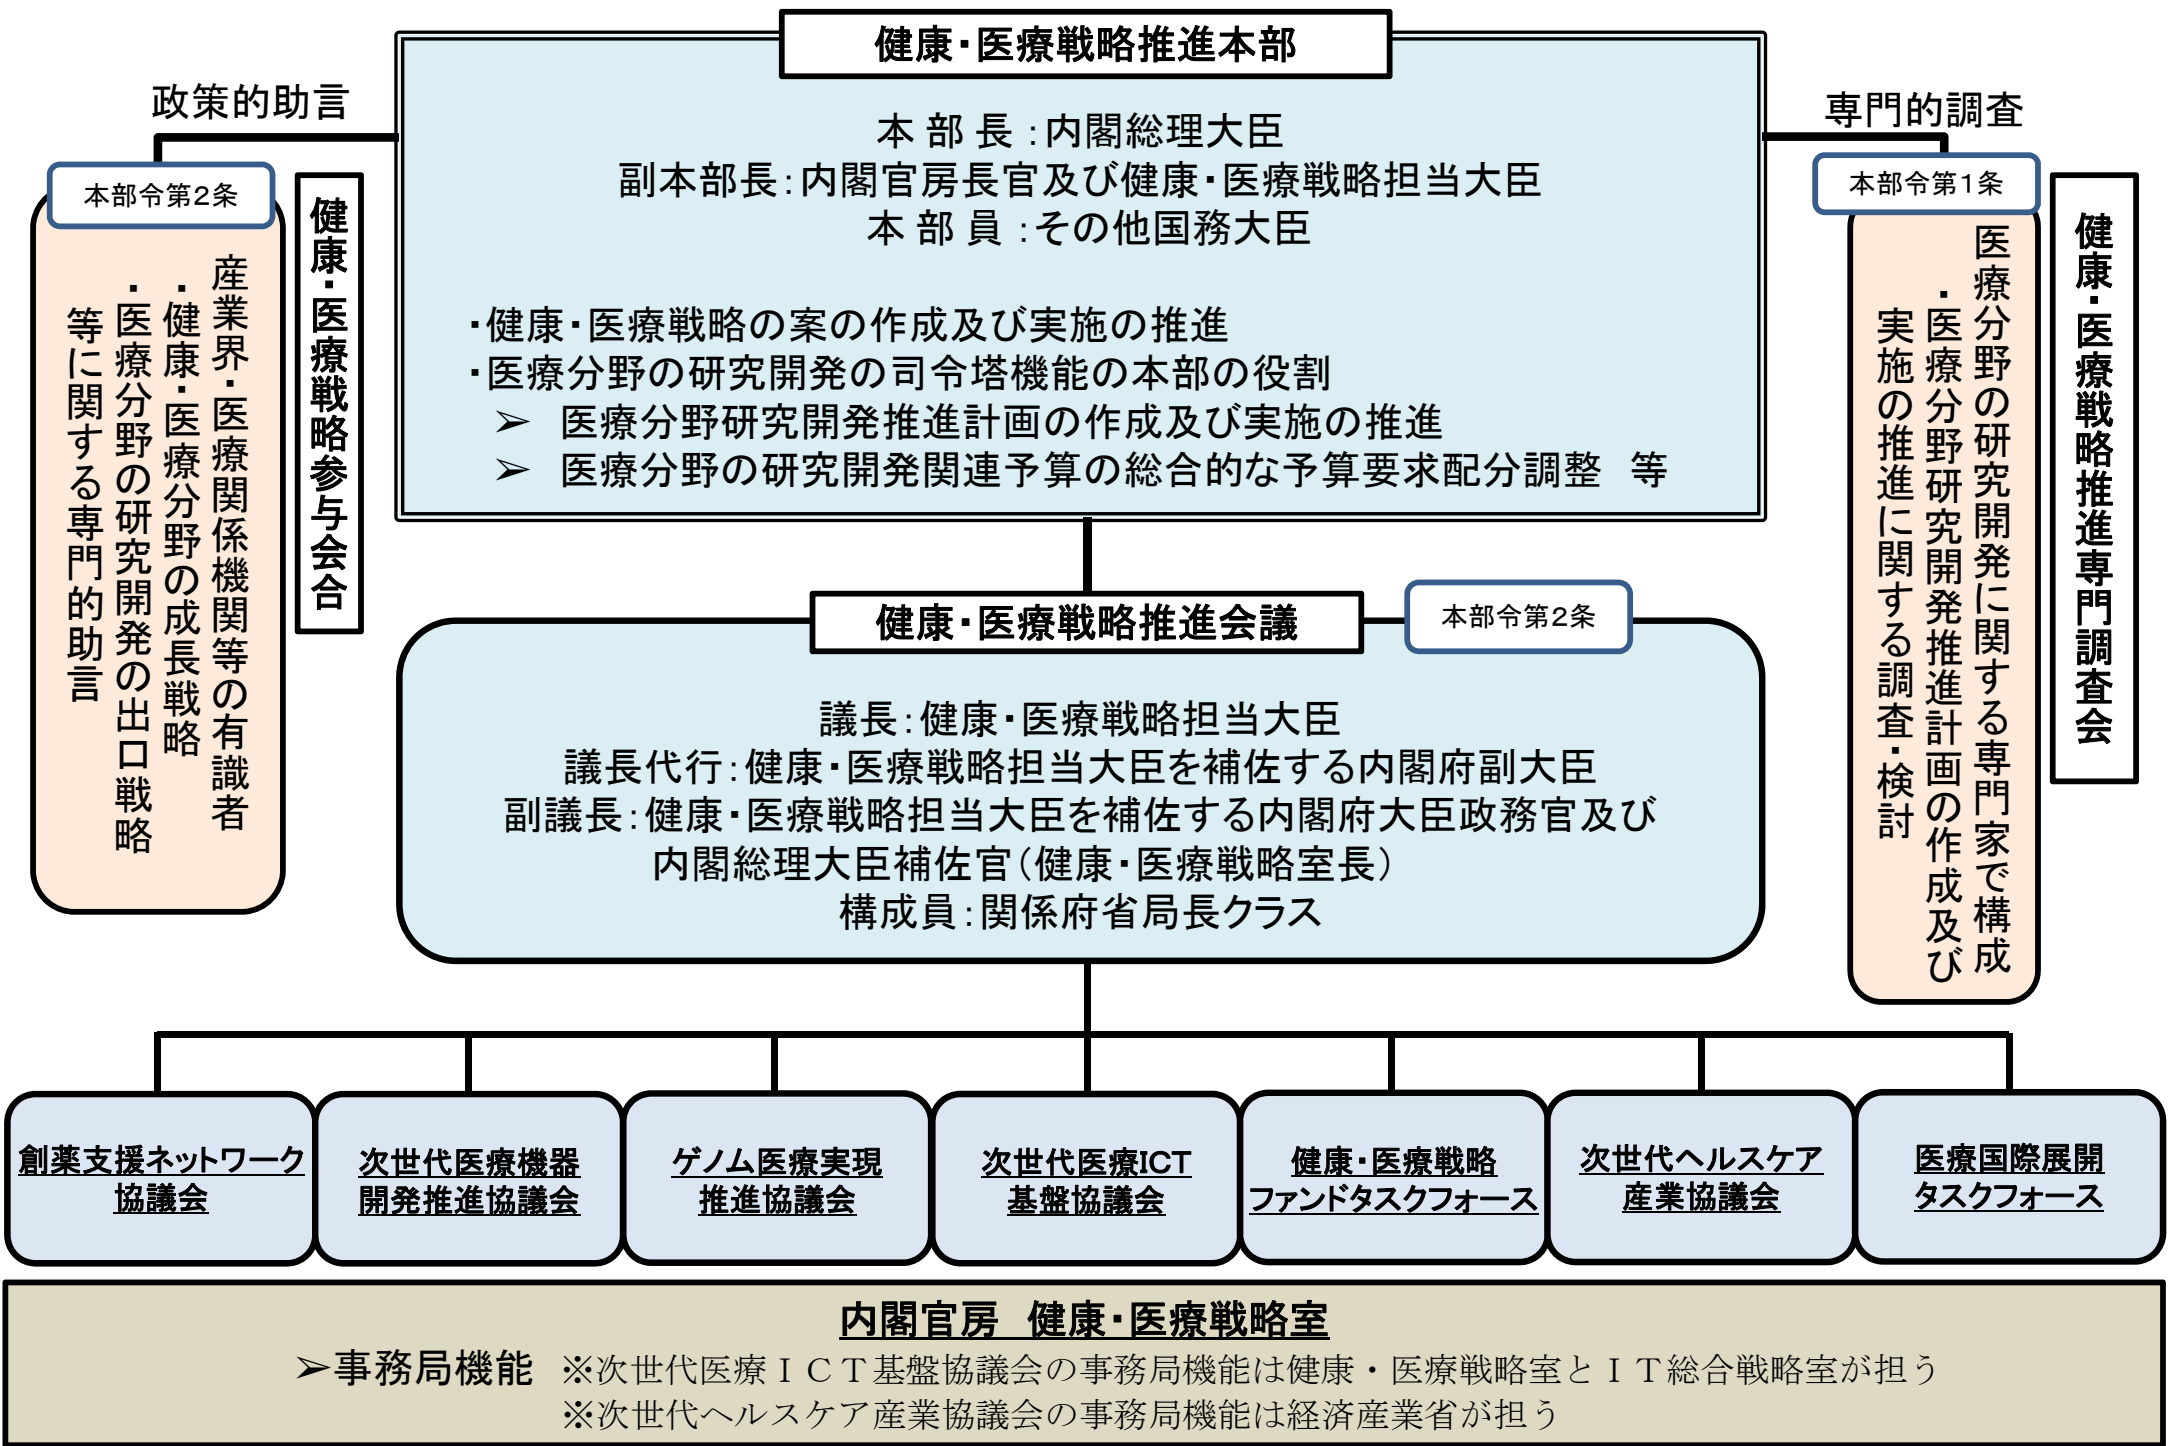 健康・医療戦略推進本部
政策的助言
専門的調査
本 部 長 ：内閣総理大臣
副本部長：内閣官房長官及び健康・医療戦略担当大臣
本 部 員 ：その他国務大臣
・健康・医療戦略の案の作成及び実施の推進
・医療分野の研究開発の司令塔機能の本部の役割
➢ 医療分野研究開発推進計画の作成及び実施の推進
➢ 医療分野の研究開発関連予算の総合的な予算要求配分調整 等
本部令第２条
健康・医療戦略参与会合
産業界・医療関係機関等の有識者
・健康・医療分野の成長戦略
・医療分野の研究開発の出口戦略
等に関する専門的助言
本部令第１条
健康・医療戦略推進専門調査会
医療分野の研究開発に関する専門家で構成
・医療分野研究開発推進計画の作成及び
実施の推進に関する調査・検討
健康・医療戦略推進会議
本部令第２条
議長：健康・医療戦略担当大臣
議長代行：健康・医療戦略担当大臣を補佐する内閣府副大臣
副議長：健康・医療戦略担当大臣を補佐する内閣府大臣政務官及び
内閣総理大臣補佐官（健康・医療戦略室長）
構成員：関係府省局長クラス
創薬支援ネットワーク
協議会
次世代医療機器
開発推進協議会
ゲノム医療実現
推進協議会
次世代医療ICT
基盤協議会
健康・医療戦略
ファンドタスクフォース
次世代ヘルスケア
産業協議会
医療国際展開
タスクフォース
内閣官房 健康・医療戦略室
➢事務局機能 ※次世代医療ＩＣＴ基盤協議会の事務局機能は健康・医療戦略室とＩＴ総合戦略室が担う
※次世代ヘルスケア産業協議会の事務局機能は経済産業省が担う